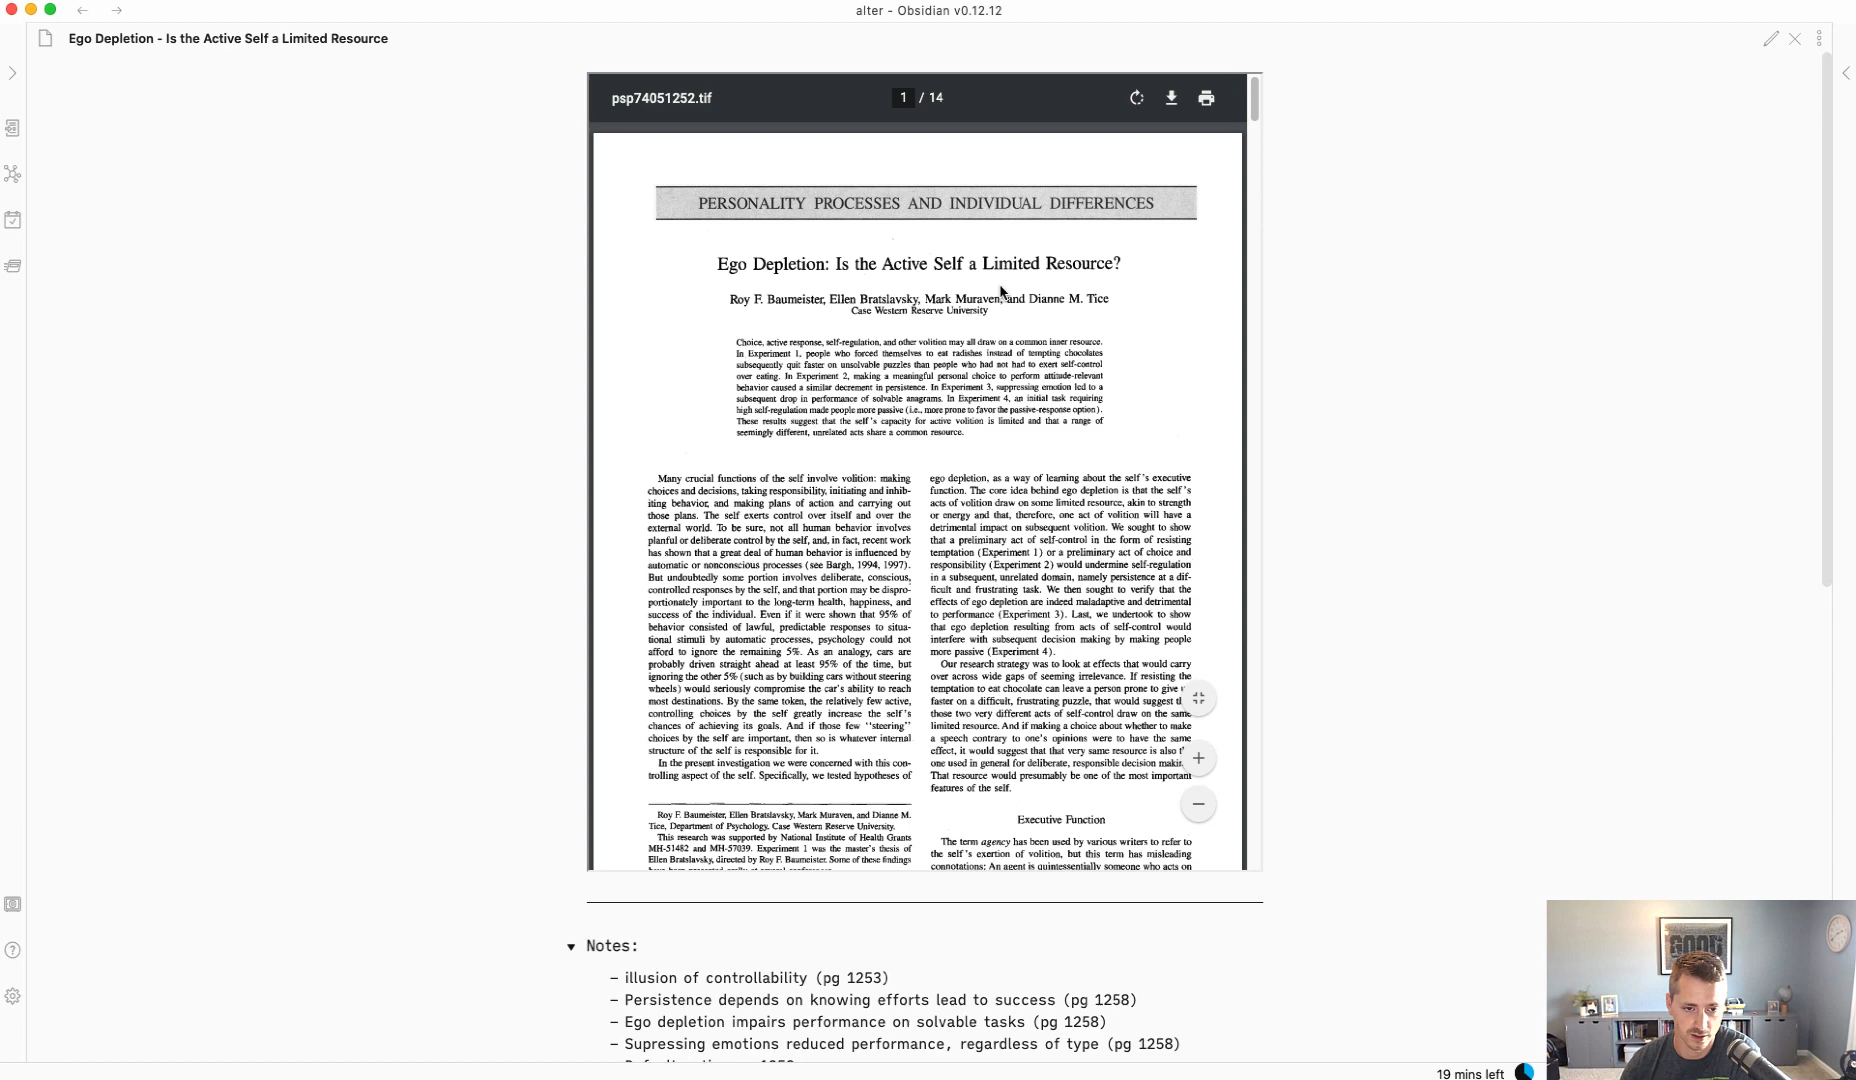 alter - Obsidian v0.12.12
Ego Depletion - Is the Active Self a Limited Resource
psp74051252.tif
1 / 14
PERSONALITY PROCESSES AND INDIVIDUAL DIFFERENCES
Ego Depletion: Is the Active Self a Limited Resource?
Roy F. Baumeister, Ellen Bratslavsky, Mark Muraven, and Dianne M. Tice
Case Western Reserve University
Choice, active response, self-regulation, and other volition may all draw on a common inner resource.
In Experiment 1, people who forced themselves to eat radishes instead of tempting chocolates
subsequently quit faster on unsolvable puzzles than people who had not had to exert self-control
over eating. In Experiment 2, making a meaningful personal choice to perform attitude-relevant
behavior caused a similar decrement in persistence. In Experiment 3, suppressing emotion led to a
subsequent drop in performance of solvable anagrams. In Experiment 4, an initial task requiring
high self-regulation made people more passive (i.e., more prone to favor the passive-response option).
These results suggest that the self's capacity for active volition is limited and that a range of
seemingly different, unrelated acts share a common resource.
Many crucial functions of the self involve volition: making
choices and decisions, taking responsibility, initiating and inhib-
iting behavior, and making plans of action and carrying out
those plans. The self exerts control over itself and over the
external world. To be sure, not all human behavior involves
planful or deliberate control by the self, and, in fact, recent work
has shown that a great deal of human behavior is influenced by
automatic or nonconscious processes (see Bargh, 1994, 1997).
But undoubtedly some portion involves deliberate, conscious,
controlled responses by the self, and that portion may be dispro-
portionately important to the long-term health, happiness, and
success of the individual. Even if it were shown that 95% of
behavior consisted of lawful, predictable responses to situa-
tional stimuli by automatic processes, psychology could not
afford to ignore the remaining 5%. As an analogy, cars are
probably driven straight ahead at least 95% of the time, but
ignoring the other 5% (such as by building cars without steering
wheels) would seriously compromise the car's ability to reach
most destinations. By the same token, the relatively few active,
controlling choices by the self greatly increase the self's
chances of achieving its goals. And if those few "steering"
choices by the self are important, then so is whatever internal
structure of the self is responsible for it.
In the present investigation we were concerned with this con-
trolling aspect of the self. Specifically, we tested hypotheses of
Roy F. Baumeister, Ellen Bratslavsky, Mark Muraven, and Dianne M.
Tice, Department of Psychology, Case Western Reserve University.
This research was supported by National Institute of Health Grants
MH-51482 and MH-57039. Experiment 1 was the master's thesis of
Ellen Bratslavsky, directed by Roy F. Baumeister. Some of these findings
ego depletion, as a way of learning about the self's executive
function. The core idea behind ego depletion is that the self's
acts of volition draw on some limited resource, akin to strength
or energy and that, therefore, one act of volition will have a
detrimental impact on subsequent volition. We sought to show
that a preliminary act of self-control in the form of resisting
temptation (Experiment 1) or a preliminary act of choice and
responsibility (Experiment 2) would undermine self-regulation
in a subsequent, unrelated domain, namely persistence at a dif-
ficult and frustrating task. We then sought to verify that the
effects of ego depletion are indeed maladaptive and detrimental
to performance (Experiment 3). Last, we undertook to show
that ego depletion resulting from acts of self-control would
interfere with subsequent decision making by making people
more passive (Experiment 4).
Our research strategy was to look at effects that would carry
over across wide gaps of seeming irrelevance. If resisting the
temptation to eat chocolate can leave a person prone to give
faster on a difficult, frustrating puzzle, that would suggest
those two very different acts of self-control draw on the same
limited resource. And if making a choice about whether to make
a speech contrary to one's opinions were to have the same
effect, it would suggest that that very same resource is also
one used in general for deliberate, responsible decision
That resource would presumably be one of the most important
features of the self.
Executive Function
The term agency has been used by various writers to refer to
the self's exertion of volition, but this term has misleading
connotations: An agent is quintessentially someone who acts on
Notes:
– illusion of controllability (pg 1253)
– Persistence depends on knowing efforts lead to success (pg 1258)
– Ego depletion impairs performance on solvable tasks (pg 1258)
– Supressing emotions reduced performance, regardless of type (pg 1258)
19 mins left